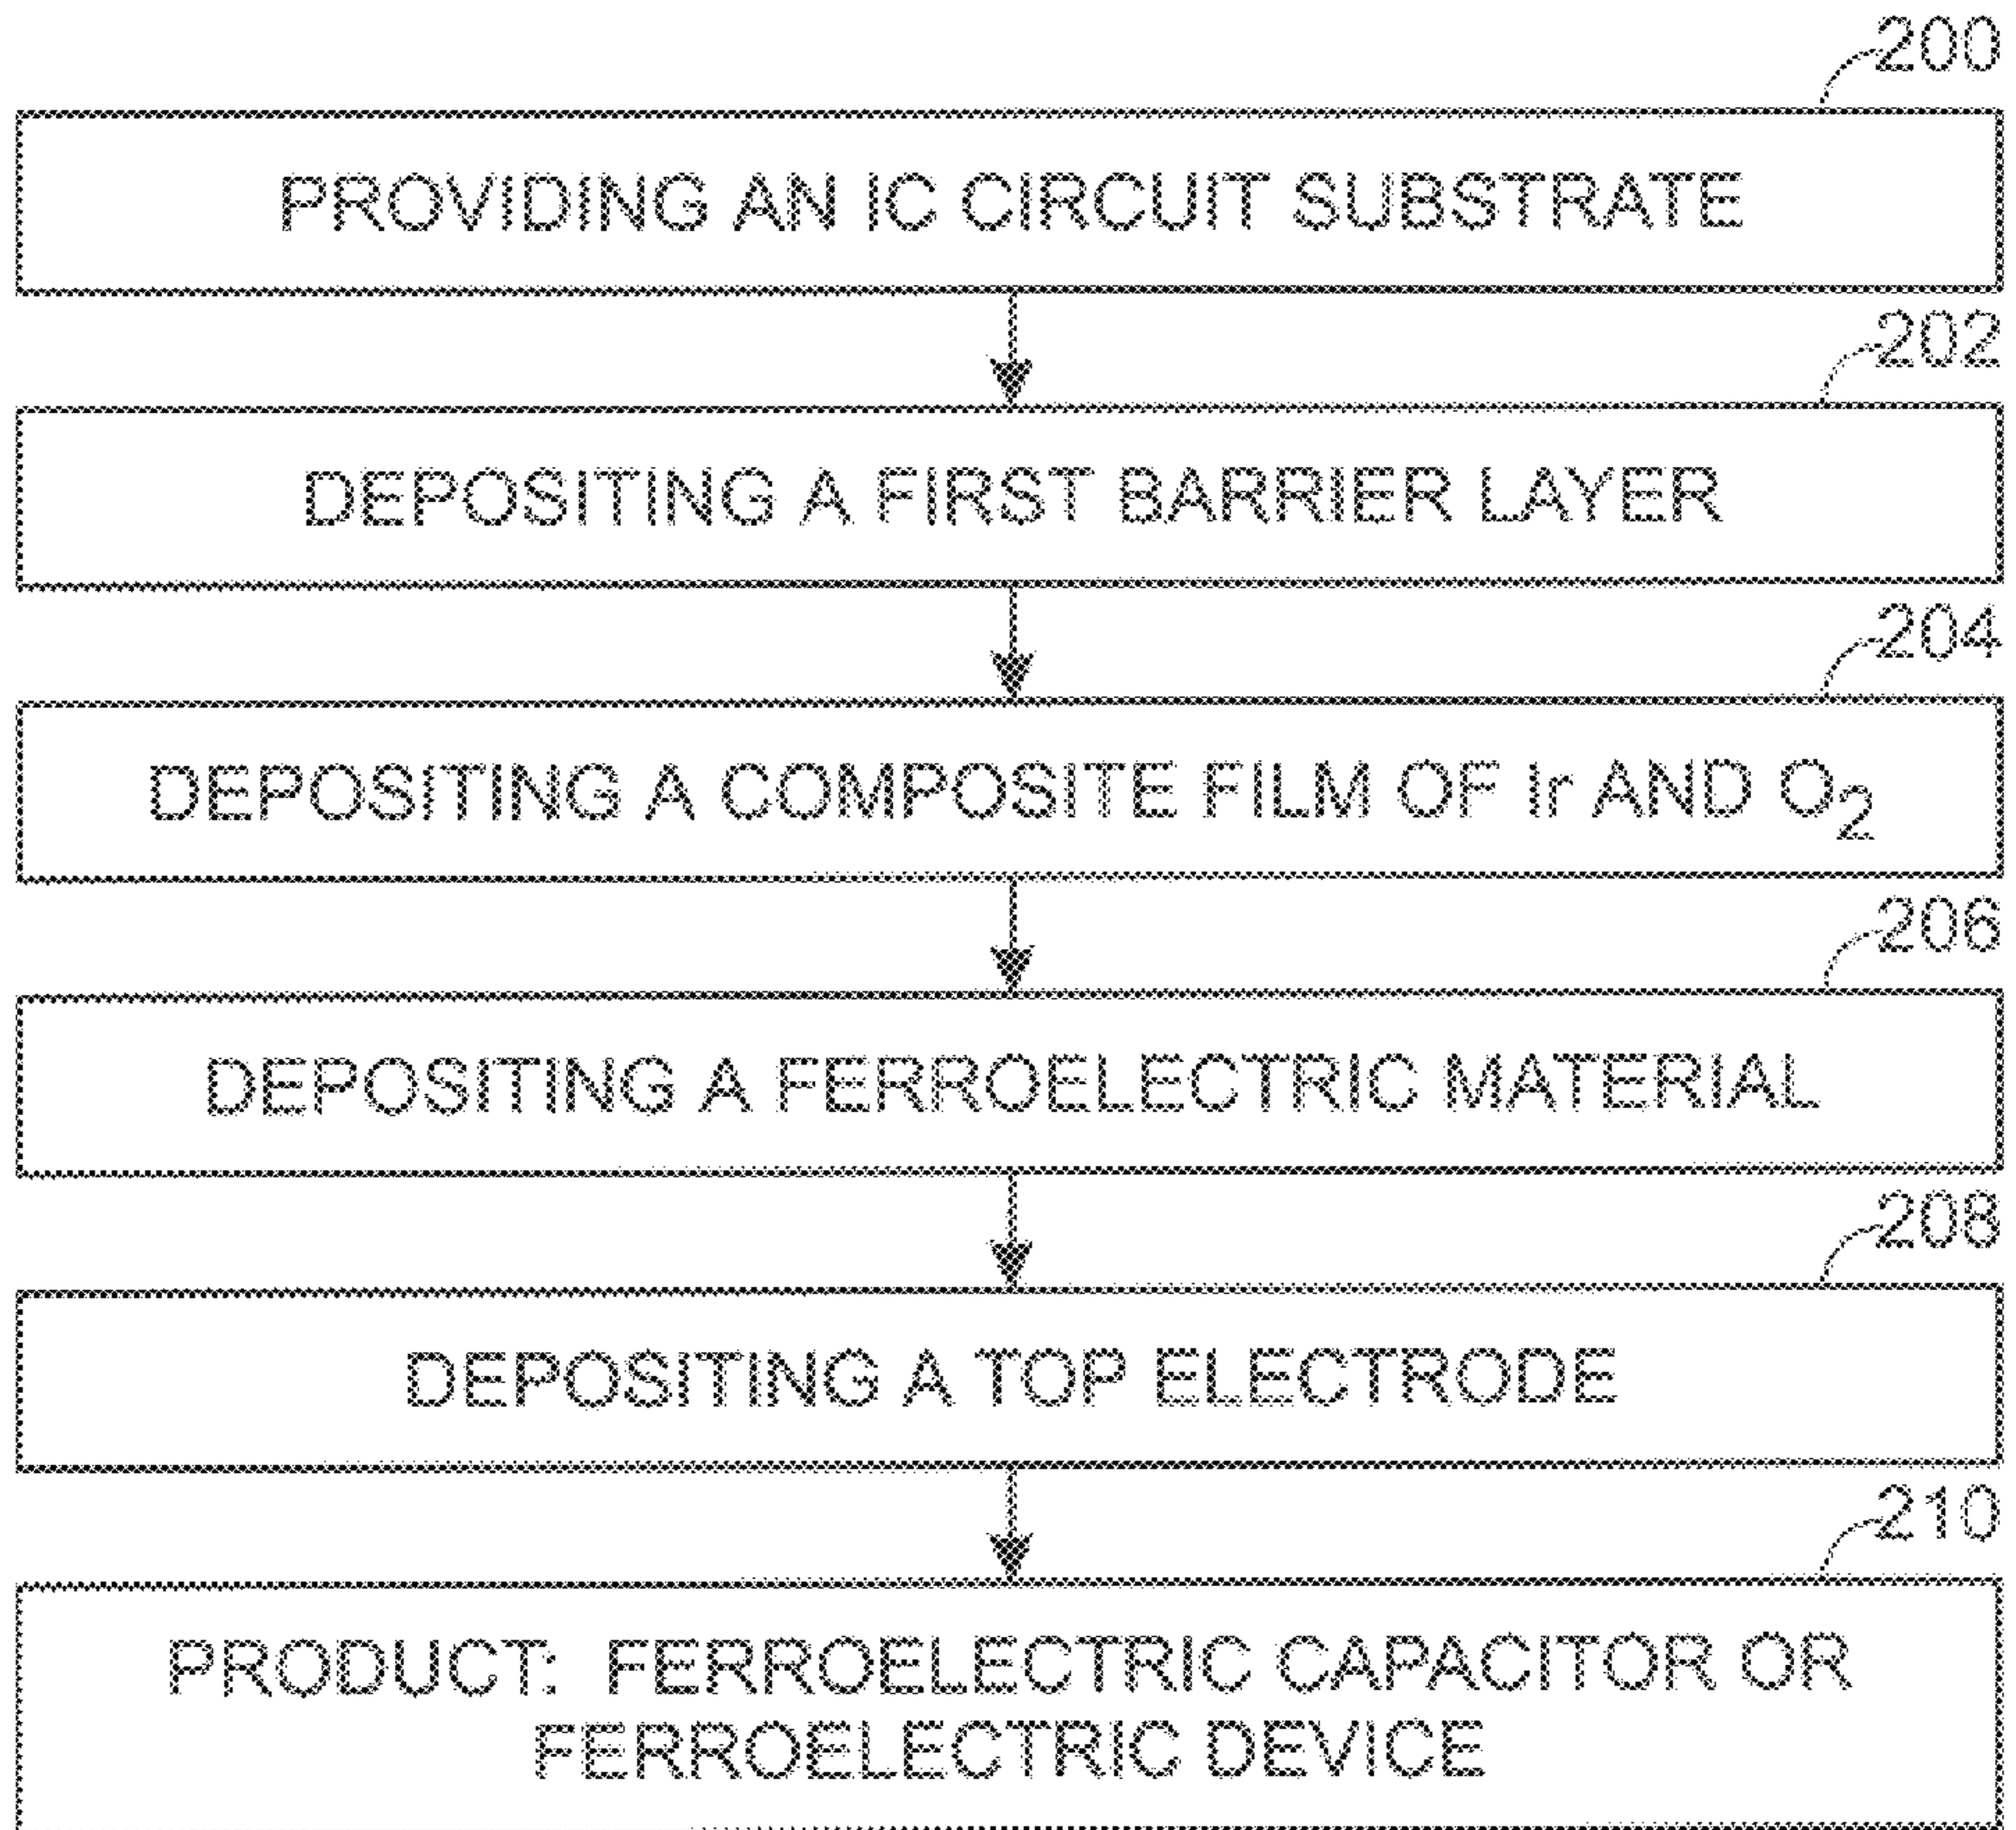 200
PROVIDING AN IC CIRCUIT SUBSTRATE
202
DEPOSITING A FIRST BARRIER LAYER
204
DEPOSITING A COMPOSITE FILM OF Ir AND O₂
206
DEPOSITING A FERROELECTRIC MATERIAL
208
DEPOSITING A TOP ELECTRODE
210
PRODUCT: FERROELECTRIC CAPACITOR OR
FERROELECTRIC DEVICE